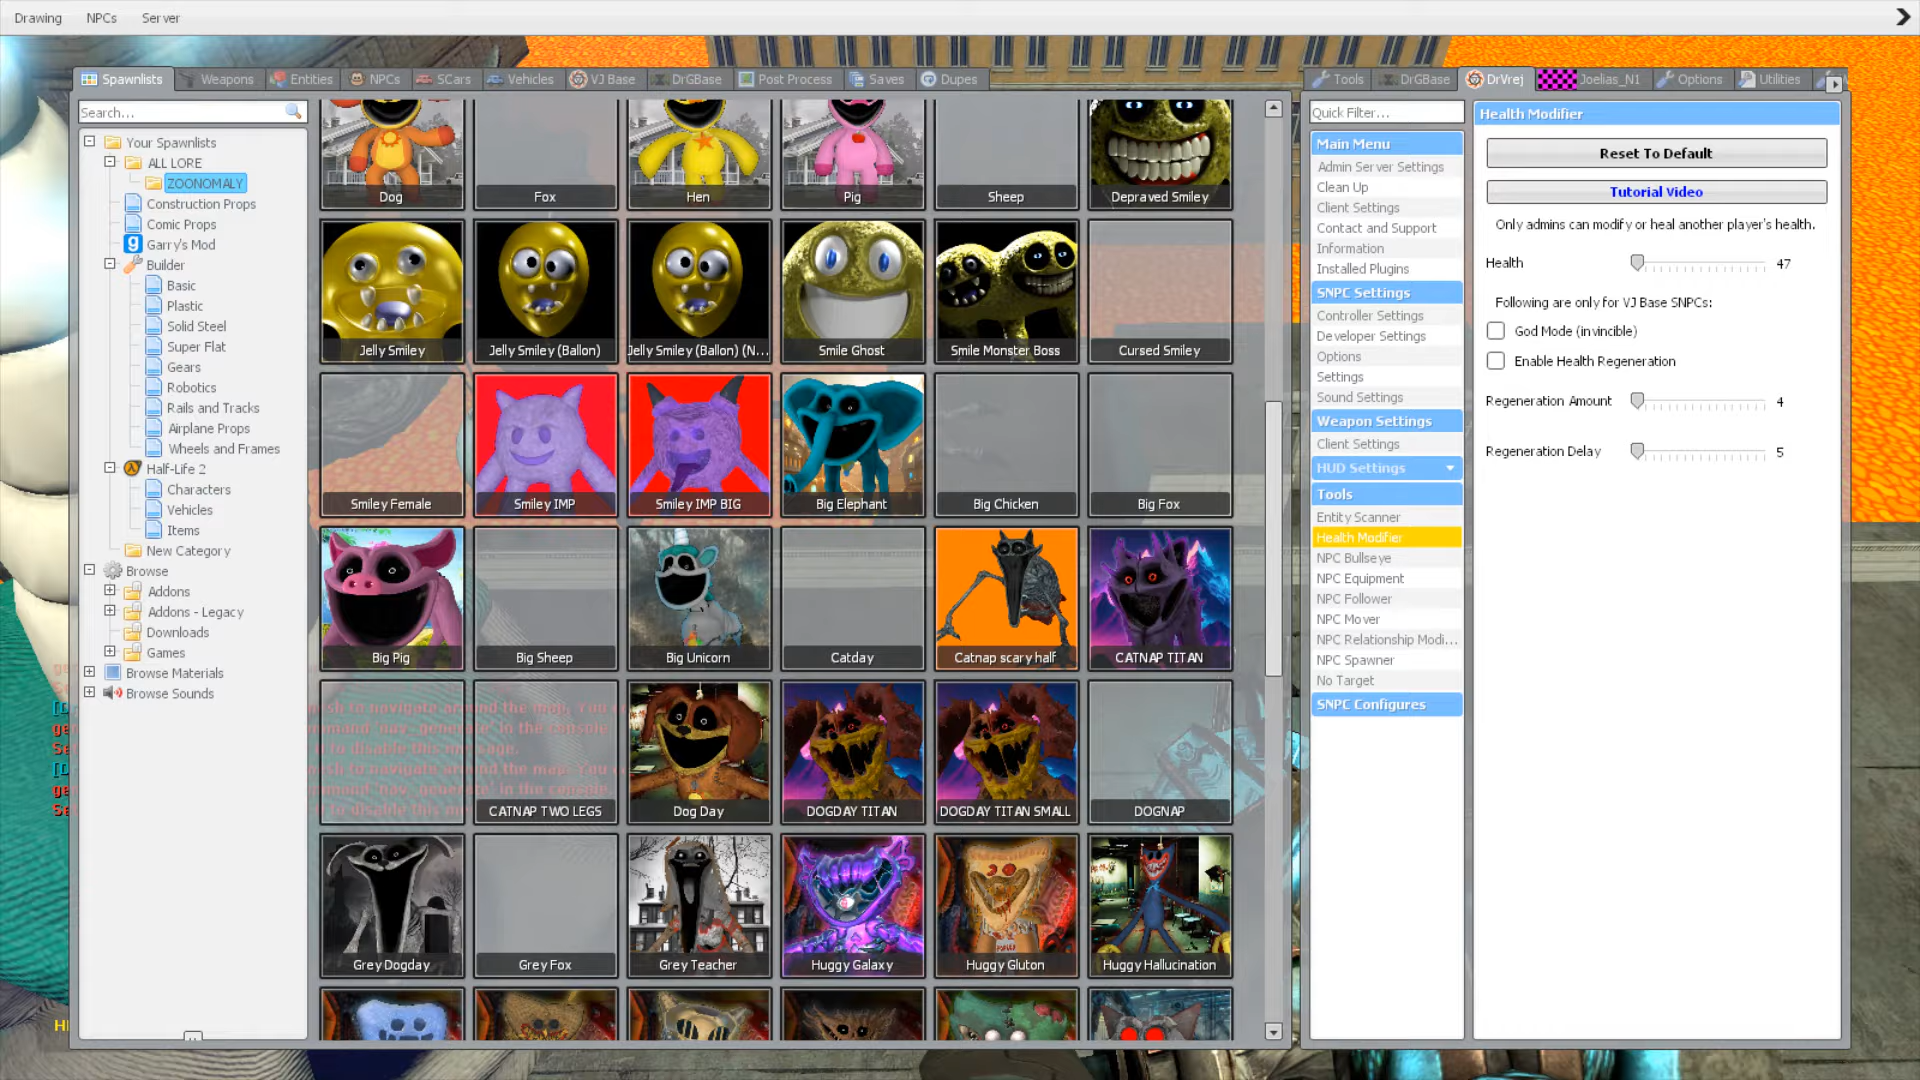 Drawing NPCs Server
Spawnlists Weapons Entities NPCs SCars Vehicles VJ Base DrGBase Post Process Saves Dupes
Search...
Your Spawnlists
ALL LORE
ZOONOMALY
Construction Props
Comic Props
Garry's Mod
Builder
Basic
Plastic
Solid Steel
Super Flat
Gears
Robotics
Rails and Tracks
Airplane Props
Wheels and Frames
Half-Life 2
Characters
Vehicles
Items
New Category
Browse
Addons
Addons - Legacy
Downloads
Games
Browse Materials
Browse Sounds
Dog Fox Hen Pig Sheep Depraved Smiley
Jelly Smiley Jelly Smiley (Ballon) Jelly Smiley (Ballon) (N... Smile Ghost Smile Monster Boss Cursed Smiley
Smiley Female Smiley IMP Smiley IMP BIG Big Elephant Big Chicken Big Fox
Big Pig Big Sheep Big Unicorn Catday Catnap scary half CATNAP TITAN
CATNAP TWO LEGS Dog Day DOGDAY TITAN DOGDAY TITAN SMALL DOGNAP
Grey Dogday Grey Fox Grey Teacher Huggy Galaxy Huggy Gluton Huggy Hallucination
Tools DrGBase DrVrej Joelias_N1 Options Utilities
Quick Filter...
Main Menu
Admin Server Settings
Clean Up
Client Settings
Contact and Support
Information
Installed Plugins
SNPC Settings
Controller Settings
Developer Settings
Options
Settings
Sound Settings
Weapon Settings
Client Settings
HUD Settings
Tools
Entity Scanner
Health Modifier
NPC Bullseye
NPC Equipment
NPC Follower
NPC Mover
NPC Relationship Modi...
NPC Spawner
No Target
SNPC Configures
Health Modifier
Reset To Default
Tutorial Video
Only admins can modify or heal another player's health.
Health 47
Following are only for VJ Base SNPCs:
God Mode (invincible)
Enable Health Regeneration
Regeneration Amount 4
Regeneration Delay 5